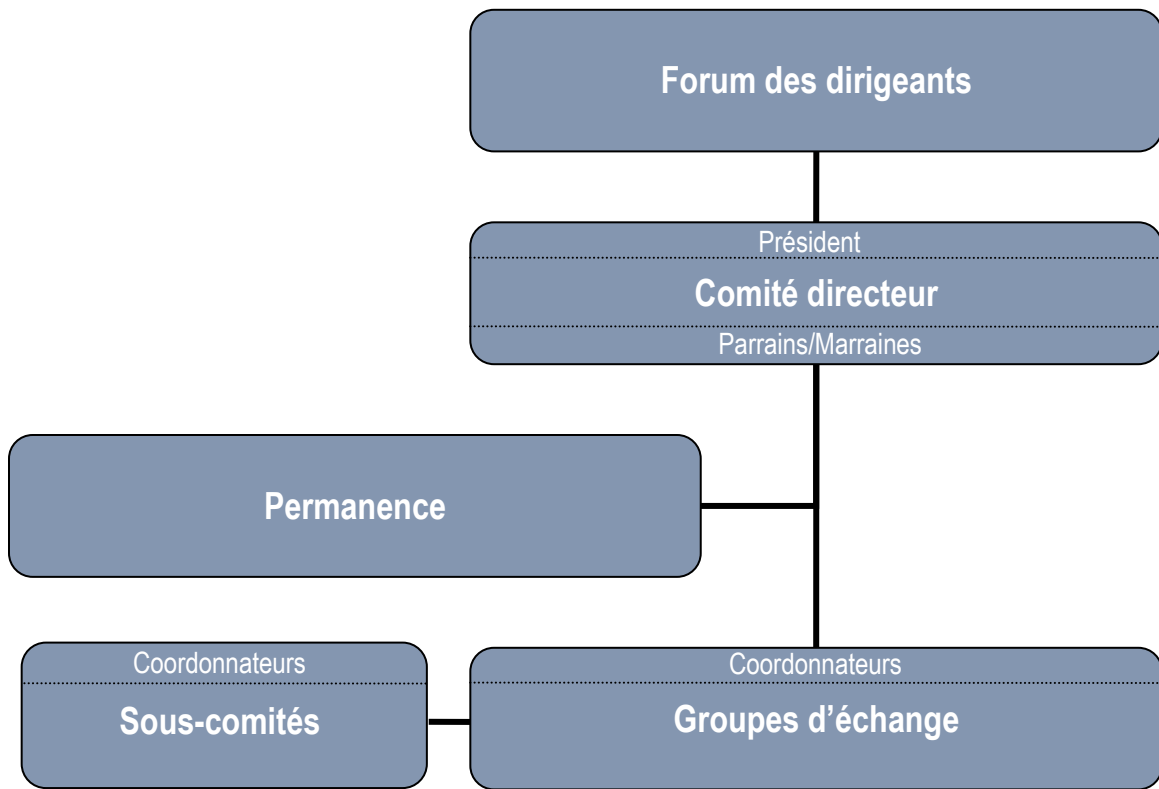 Forum des dirigeants
Président
Comité directeur
Parrains/Marraines
Permanence
Coordonnateurs
Sous-comités
Coordonnateurs
Groupes d’échange